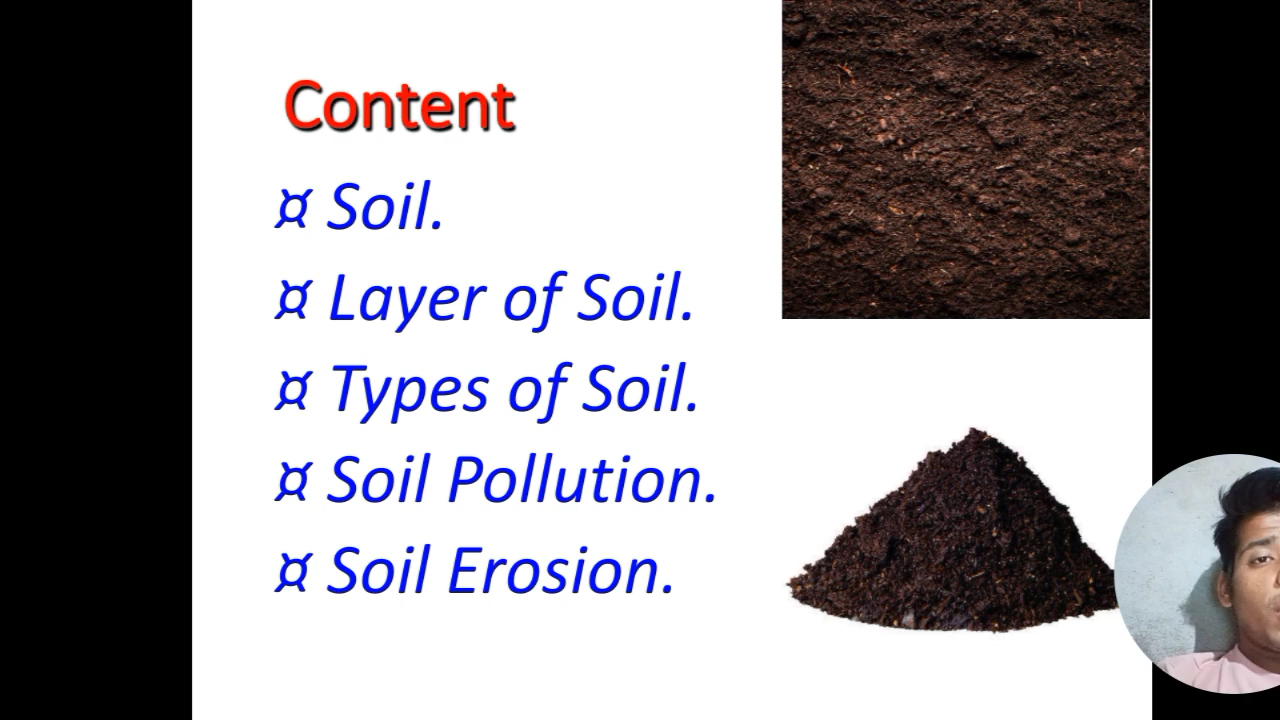 Content
¤ Soil.
¤ Layer of Soil.
¤ Types of Soil.
¤ Soil Pollution.
¤ Soil Erosion.